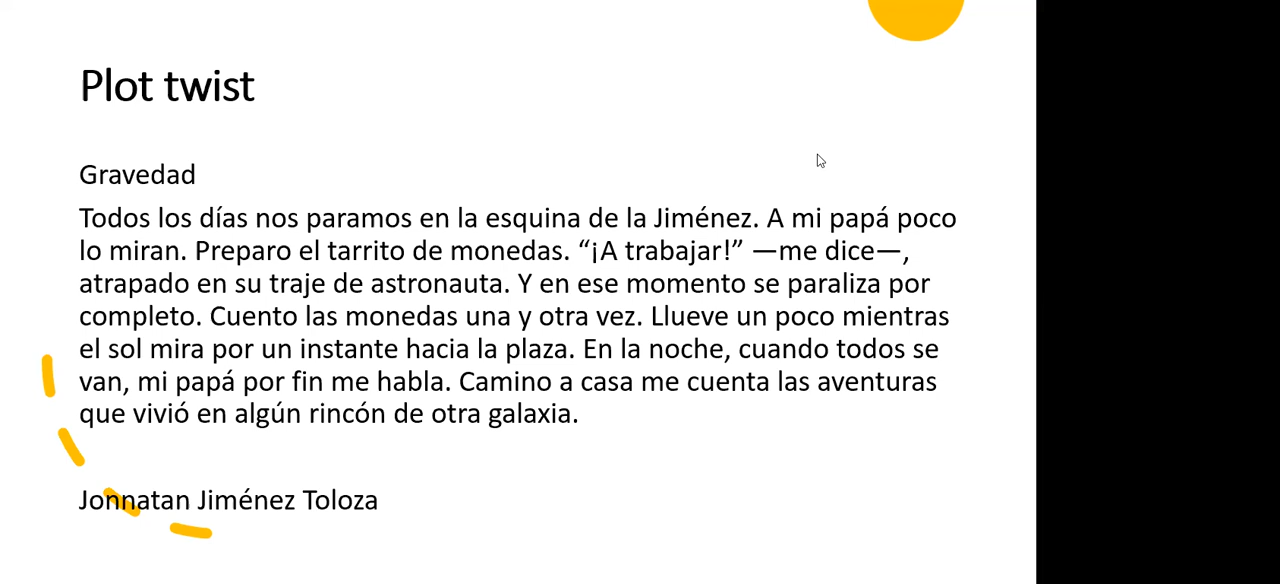 Plot twist
Gravedad
Todos los días nos paramos en la esquina de la Jiménez. A mi papá poco
lo miran. Preparo el tarrito de monedas. “¡A trabajar!” —me dice—,
atrapado en su traje de astronauta. Y en ese momento se paraliza por
completo. Cuento las monedas una y otra vez. Llueve un poco mientras
el sol mira por un instante hacia la plaza. En la noche, cuando todos se
van, mi papá por fin me habla. Camino a casa me cuenta las aventuras
que vivió en algún rincón de otra galaxia.
Jonnatan Jiménez Toloza